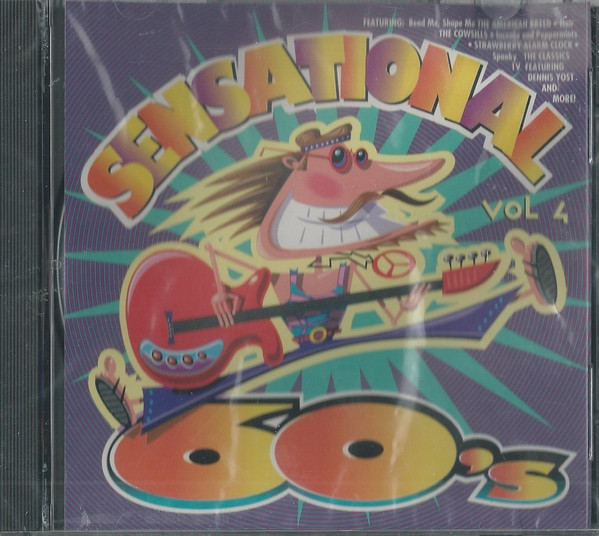 FEATURING: Bend Me, Shape Me THE AMERICAN BREED • Hair
THE COWSILLS • Incense and Peppermints
• STRAWBERRY ALARM CLOCK •
Spooky THE CLASSICS
I.V. FEATURING
DENNIS YOST
AND
MORE!
SENSATIONAL
VOL 4
60's